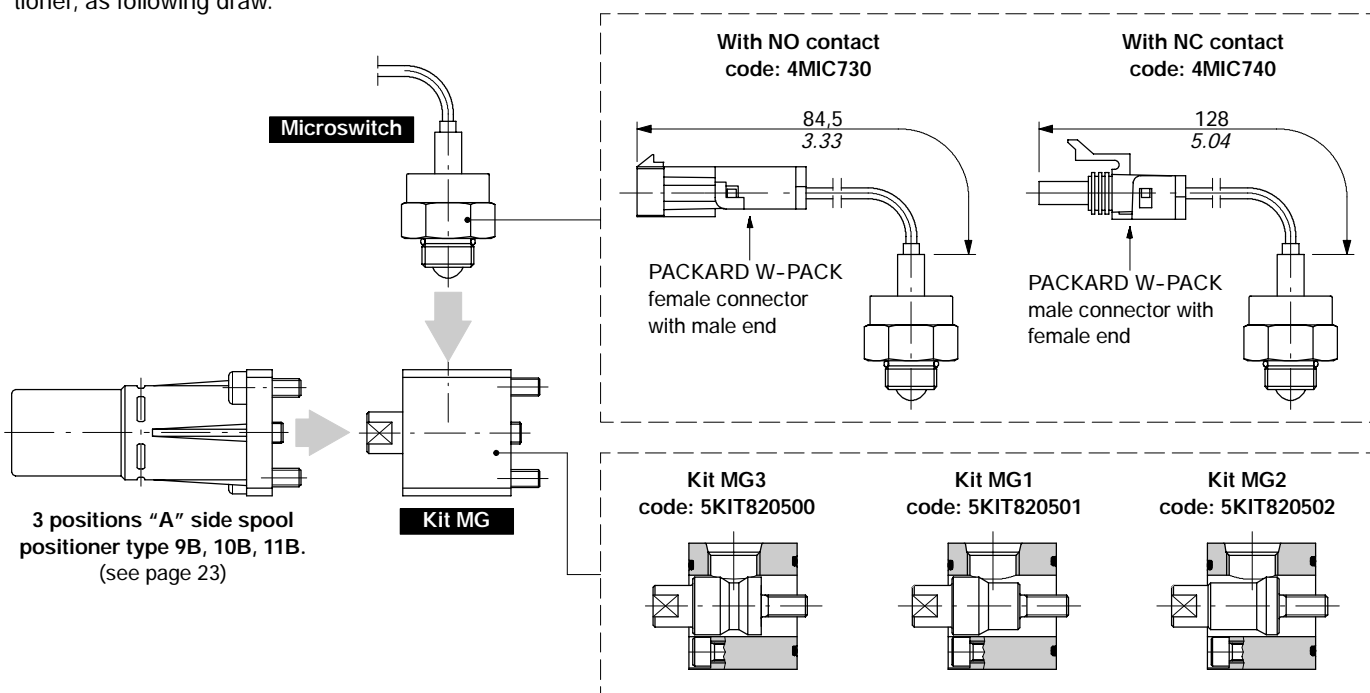 tioner, as following draw.
Microswitch
With NO contact
code: 4MIC730
84,5
3.33
PACKARD W-PACK
female connector
with male end
With NC contact
code: 4MIC740
128
5.04
PACKARD W-PACK
male connector with
female end
3 positions “A” side spool
positioner type 9B, 10B, 11B.
(see page 23)
Kit MG
Kit MG3
code: 5KIT820500
Kit MG1
code: 5KIT820501
Kit MG2
code: 5KIT820502